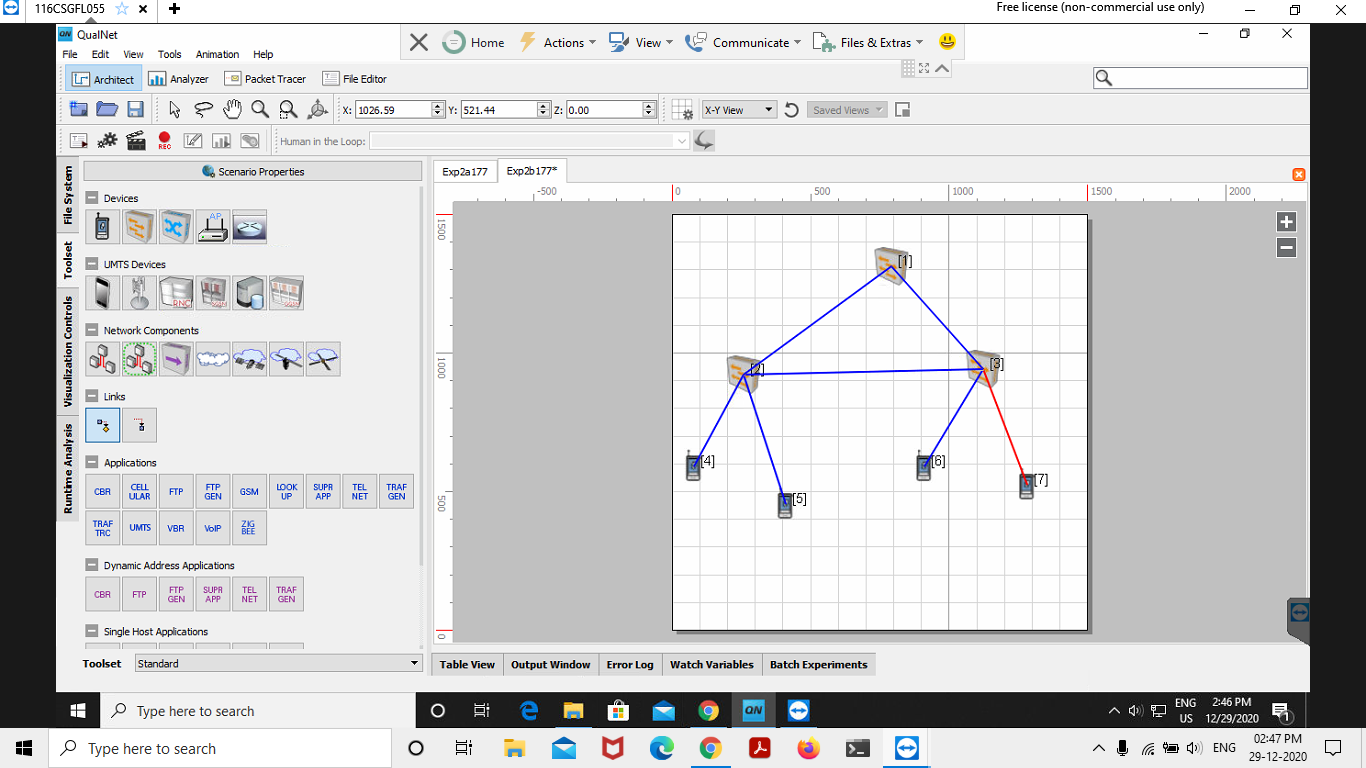 116CSGFL055
Free license (non-commercial use only)
QN QualNet
File Edit View Tools Animation Help
Home Actions View Communicate Files & Extras
Architect Analyzer Packet Tracer File Editor
X: 1026.59 Y: 521.44 Z: 0.00 X-Y View Saved Views
REC Human in the Loop:
File System
Toolset
Visualization Controls
Runtime Analysis
Scenario Properties
Devices
AP
UMTS Devices
RNC
Network Components
Links
Applications
CBR CELL ULAR FTP FTP GEN GSM LOOK UP SUPR APP TEL NET TRAF GEN
TRAF TRC UMTS VBR VoIP ZIG BEE
Dynamic Address Applications
CBR FTP FTP GEN SUPR APP TEL NET TRAF GEN
Single Host Applications
Toolset Standard
Exp2a177 Exp2b177*
-500 0 500 1000 1500 2000
1500
1000
500
0
[1]
[2]
[3]
[4]
[5]
[6]
[7]
Table View Output Window Error Log Watch Variables Batch Experiments
Type here to search
QN
ENG
US
2:46 PM
12/29/2020
1
Type here to search
ENG
02:47 PM
29-12-2020